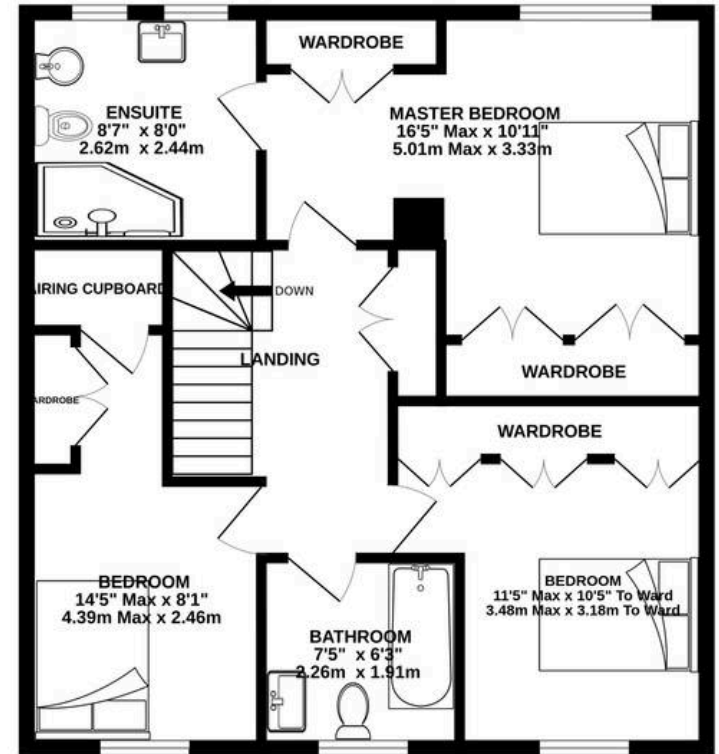 WARDROBE
ENSUITE
8'7" x 8'0"
2.62m x 2.44m
MASTER BEDROOM
16'5" Max x 10'11"
5.01m Max x 3.33m
AIRING CUPBOARD
DOWN
LANDING
WARDROBE
WARDROBE
WARDROBE
BEDROOM
14'5" Max x 8'1"
4.39m Max x 2.46m
BEDROOM
11'5" Max x 10'5" To Ward
3.48m Max x 3.18m To Ward
BATHROOM
7'5" x 6'3"
2.26m x 1.91m